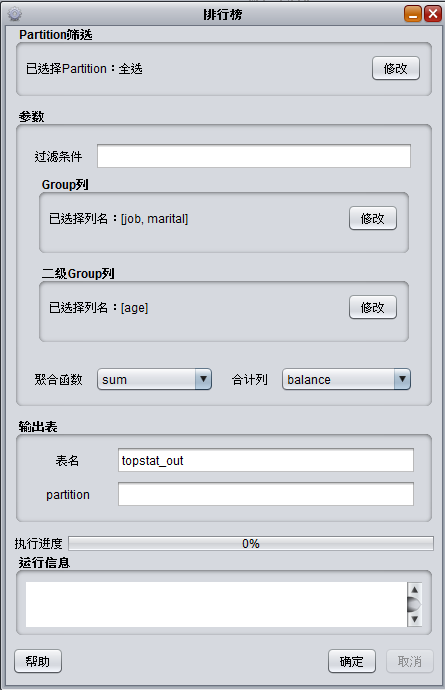 排行榜
Partition筛选
已选择Partition：全选
修改
参数
过滤条件
Group列
已选择列名：[job, marital]
修改
二级Group列
已选择列名：[age]
修改
聚合函数 sum 合计列 balance
输出表
表名 topstat_out
partition
执行进度 0%
运行信息
帮助 确定 取消